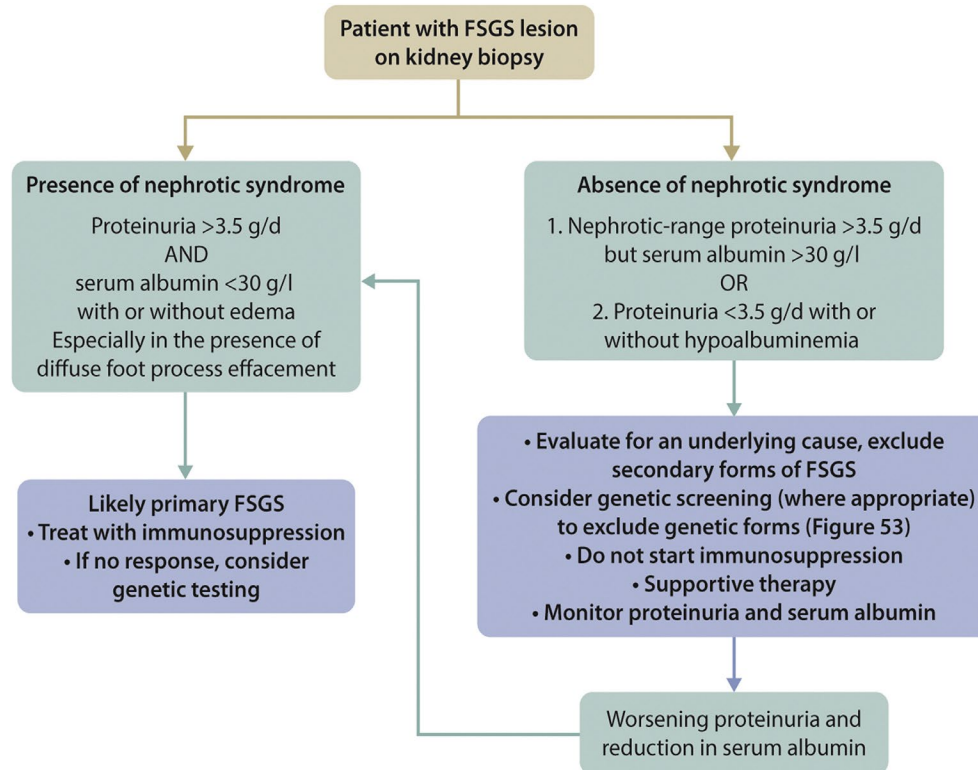 Patient with FSGS lesion
on kidney biopsy
Presence of nephrotic syndrome
Proteinuria >3.5 g/d
AND
serum albumin <30 g/l
with or without edema
Especially in the presence of
diffuse foot process effacement
Absence of nephrotic syndrome
1. Nephrotic-range proteinuria >3.5 g/d
but serum albumin >30 g/l
OR
2. Proteinuria <3.5 g/d with or
without hypoalbuminemia
Likely primary FSGS
• Treat with immunosuppression
• If no response, consider
genetic testing
• Evaluate for an underlying cause, exclude
secondary forms of FSGS
• Consider genetic screening (where appropriate)
to exclude genetic forms (Figure 53)
• Do not start immunosuppression
• Supportive therapy
• Monitor proteinuria and serum albumin
Worsening proteinuria and
reduction in serum albumin